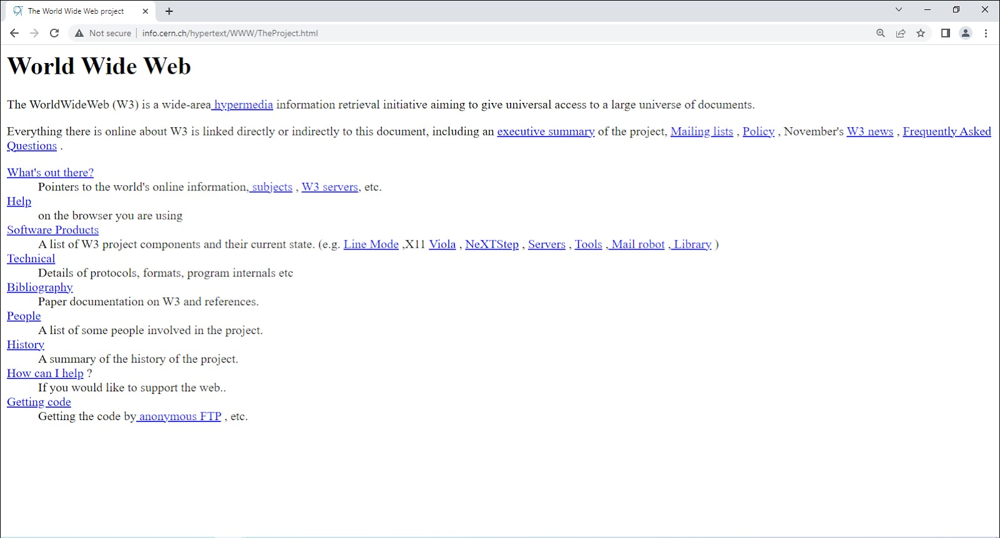 The World Wide Web project
Not secure info.cern.ch/hypertext/WWW/TheProject.html
World Wide Web
The WorldWideWeb (W3) is a wide-area hypermedia information retrieval initiative aiming to give universal access to a large universe of documents.
Everything there is online about W3 is linked directly or indirectly to this document, including an executive summary of the project, Mailing lists , Policy , November's W3 news , Frequently Asked
Questions .
What's out there?
Pointers to the world's online information, subjects , W3 servers, etc.
Help
on the browser you are using
Software Products
A list of W3 project components and their current state. (e.g. Line Mode ,X11 Viola , NeXTStep , Servers , Tools , Mail robot , Library )
Technical
Details of protocols, formats, program internals etc
Bibliography
Paper documentation on W3 and references.
People
A list of some people involved in the project.
History
A summary of the history of the project.
How can I help ?
If you would like to support the web..
Getting code
Getting the code by anonymous FTP , etc.